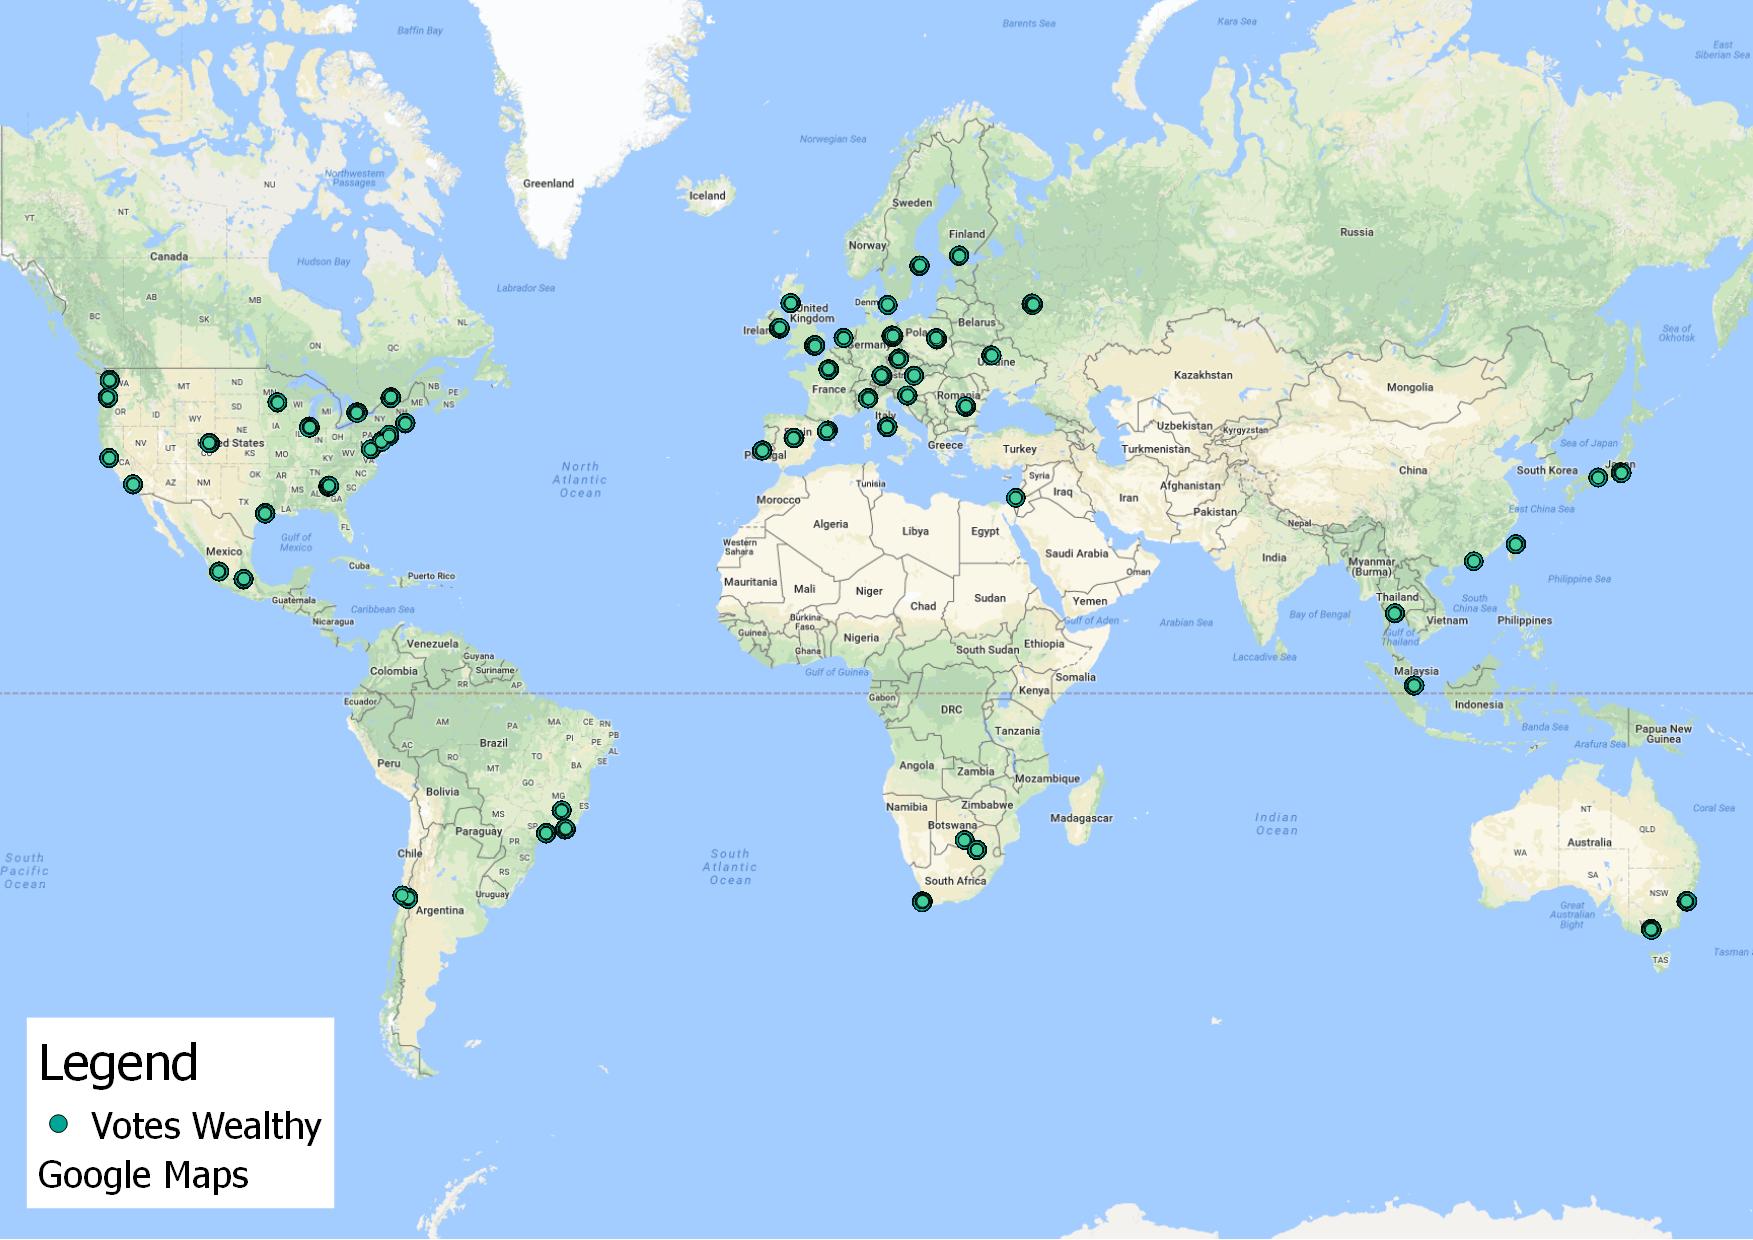 Baffin Bay
Barents Sea
Kara Sea
East
Siberian Sea
Norwegian Sea
Northwestern
Passages
NU
NT
YT
Greenland
Iceland
Sweden
Finland
Norway
Russia
Canada
Hudson Bay
Labrador Sea
AB
MB
SK
BC
NL
ON
QC
United
Kingdom
Denm
Belarus
Sea of
Okhotsk
Irelan
Pola
Germany
Kazakhstan
Mongolia
France
Romania
Italy
Greece
Turkey
Uzbekistan
Kyrgyzstan
Turkmenistan
Sea of Japan
South Korea
China
WA
MT
ND
MN
NB
PE
NS
ME
OR
ID
WY
SD
WI
MI
NY
NV
UT
NE
IA
IN
OH
PA
CA
KS
MO
KY
WV
VA
AZ
NM
OK
AR
TN
NC
SC
TX
LA
MS
AL
GA
FL
North
Atlantic
Ocean
Syria
Iraq
Iran
Afghanistan
Pakistan
Nepal
East China Sea
Tunisia
Morocco
Algeria
Libya
Egypt
Western
Sahara
Saudi Arabia
Oman
India
Myanmar
(Burma)
Gulf of
Mexico
Mexico
Cuba
Puerto Rico
Guatemala
Caribbean Sea
Nicaragua
Mauritania
Mali
Niger
Chad
Sudan
Yemen
Gulf of Aden
Arabian Sea
Bay of Bengal
Thailand
South
China Sea
Philippine Sea
Vietnam
Philippines
Gulf of
Thailand
Burkina
Faso
Guinea
Ghana
Nigeria
South Sudan
Ethiopia
Gulf of Guinea
Laccadive Sea
Somalia
Malaysia
Venezuela
Guyana
Suriname
Colombia
RR
AP
Ecuador
Gabon
DRC
Kenya
Tanzania
Indonesia
Banda Sea
Arafura Sea
Papua New
Guinea
AM
PA
MA
CE
RN
PB
PI
PE
AL
SE
AC
RO
TO
BA
Brazil
Peru
MT
GO
Bolivia
MG
ES
MS
SP
PR
SC
RS
Paraguay
Chile
Uruguay
Argentina
Angola
Zambia
Mozambique
Namibia
Zimbabwe
Botswana
Madagascar
South Africa
Indian
Ocean
South
Atlantic
Ocean
South
Pacific
Ocean
Coral Sea
NT
QLD
Australia
WA
SA
NSW
Great
Australian
Bight
TAS
Tasman
Legend
Votes Wealthy
Google Maps